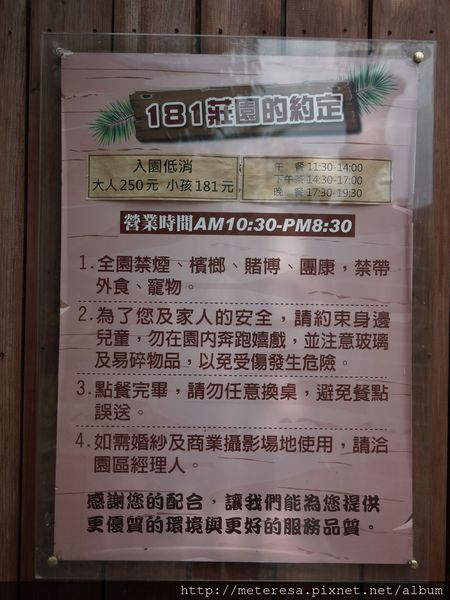 181莊園的約定
入園低消
大人250元 小孩181元
午 餐 11:30-14:00
下午茶 14:30-17:00
晚 餐 17:30-19:30
營業時間AM10:30-PM8:30
1. 全園禁煙、檳榔、賭博、團康，禁帶
外食、寵物。
2. 為了您及家人的安全，請約束身邊
兒童，勿在園內奔跑嬉戲，並注意玻璃
及易碎物品，以免受傷發生危險。
3. 點餐完畢，請勿任意換桌，避免餐點
誤送。
4. 如需婚紗及商業攝影場地使用，請洽
園區經理人。
感謝您的配合，讓我們能為您提供
更優質的環境與更好的服務品質。
http://meteresa.pixnet.net/album